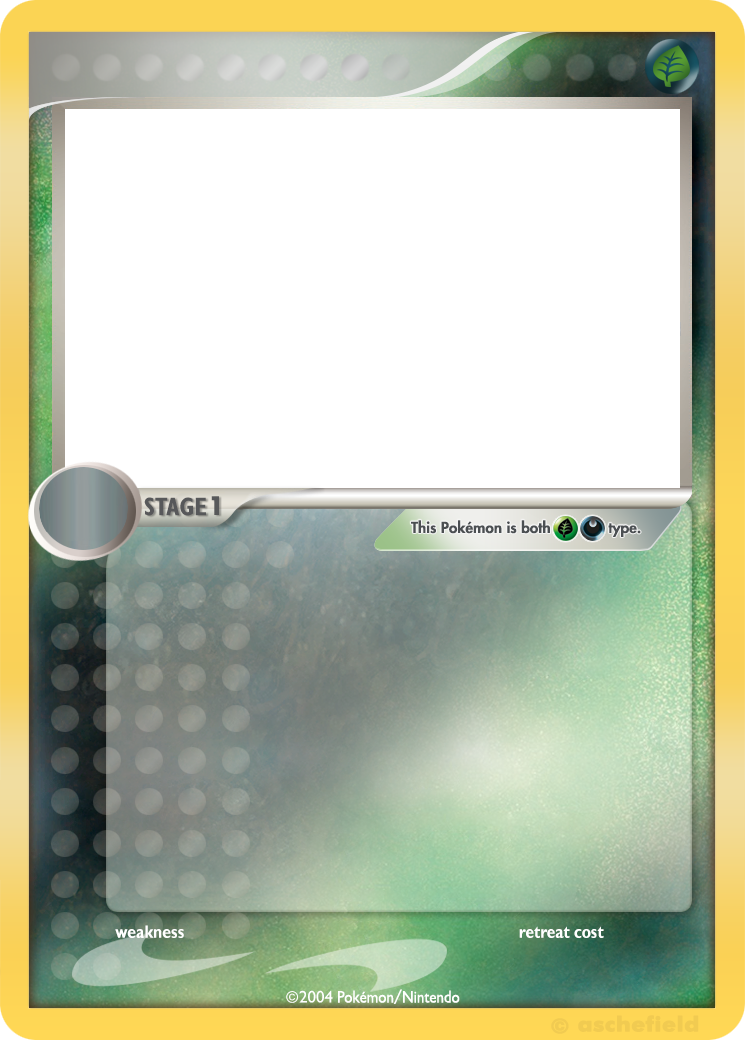 STAGE 1
This Pokémon is both type.
weakness
retreat cost
©2004 Pokémon/Nintendo
© aschefield